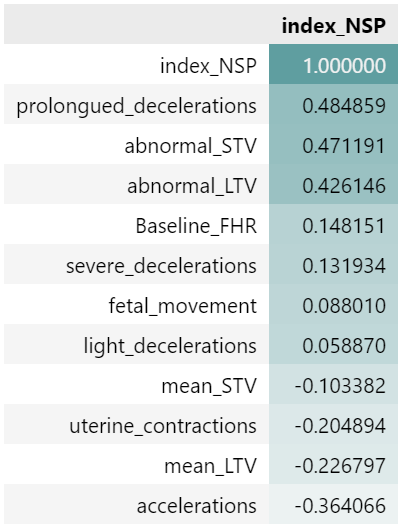 index_NSP
index_NSP 1.000000
prolongued_decelerations 0.484859
abnormal_STV 0.471191
abnormal_LTV 0.426146
Baseline_FHR 0.148151
severe_decelerations 0.131934
fetal_movement 0.088010
light_decelerations 0.058870
mean_STV -0.103382
uterine_contractions -0.204894
mean_LTV -0.226797
accelerations -0.364066